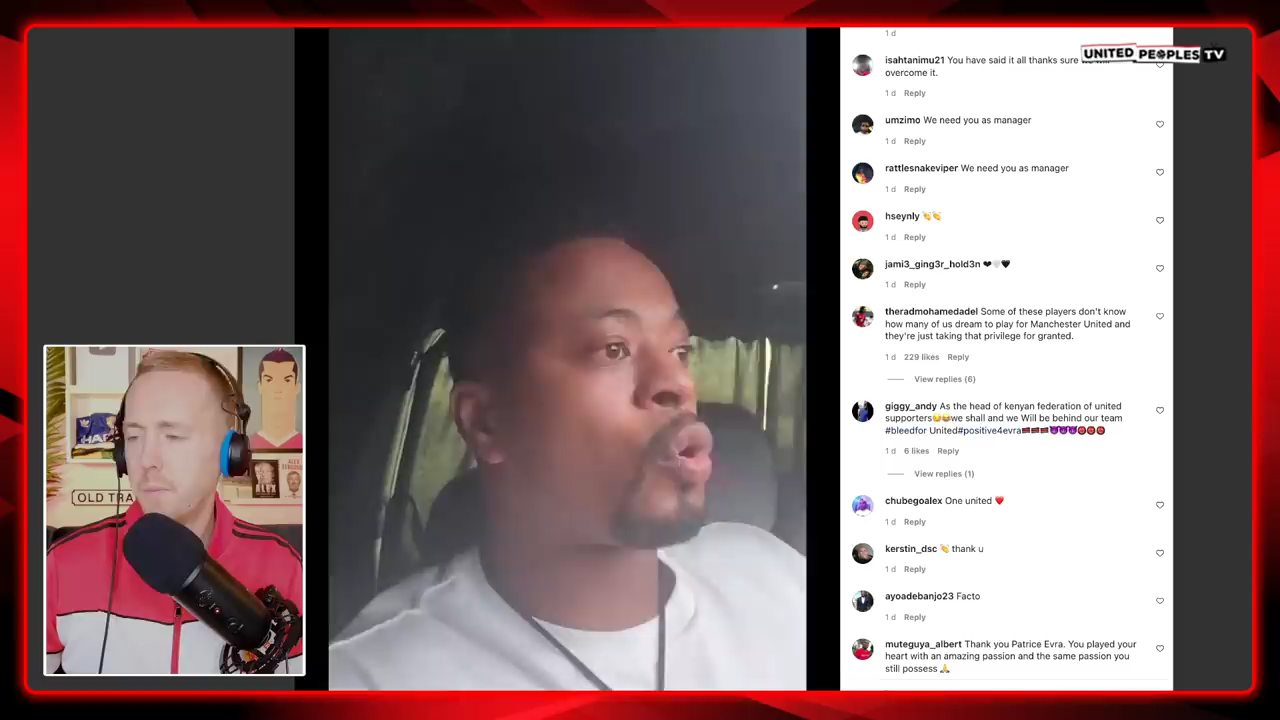 1 d
UNITED PEOPLES TV
isahtanimu21 You have said it all thanks sure
overcome it.
1 d Reply
umzimo We need you as manager
1 d Reply
rattlesnakeviper We need you as manager
1 d Reply
hseynly 👏👏
1 d Reply
jami3_ging3r_hold3n ❤🤍🖤
1 d Reply
theradmohamedadel Some of these players don't know
how many of us dream to play for Manchester United and
they're just taking that privilege for granted.
1 d 229 likes Reply
View replies (6)
giggy_andy As the head of kenyan federation of united
supporters😏😂we shall and we Will be behind our team
#bleedfor United#positive4evra
1 d 6 likes Reply
View replies (1)
chubegoalex One united ❤️
1 d Reply
kerstin_dsc 👏 thank u
1 d Reply
ayoadebanjo23 Facto
1 d Reply
muteguya_albert Thank you Patrice Evra. You played your
heart with an amazing passion and the same passion you
still possess 🙏
OLD TRA